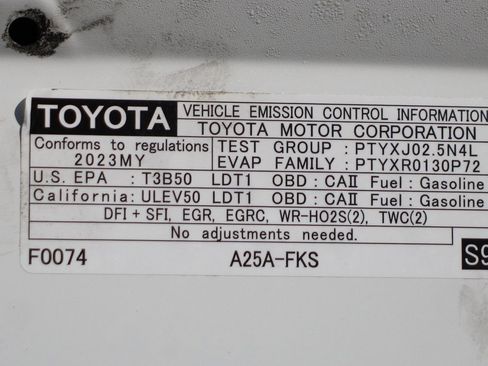 TOYOTA VEHICLE EMISSION CONTROL INFORMATION
TOYOTA MOTOR CORPORATION
Conforms to regulations TEST GROUP : PTYXJ02.5N4L
2023MY EVAP FAMILY : PTYXR0130P72
U.S. EPA : T3B50 LDT1 OBD : CAII Fuel : Gasoline
California: ULEV50 LDT1 OBD : CAII Fuel : Gasoline
DFI + SFI, EGR, EGRC, WR-HO2S(2), TWC(2)
No adjustments needed.
F0074 A25A-FKS S9